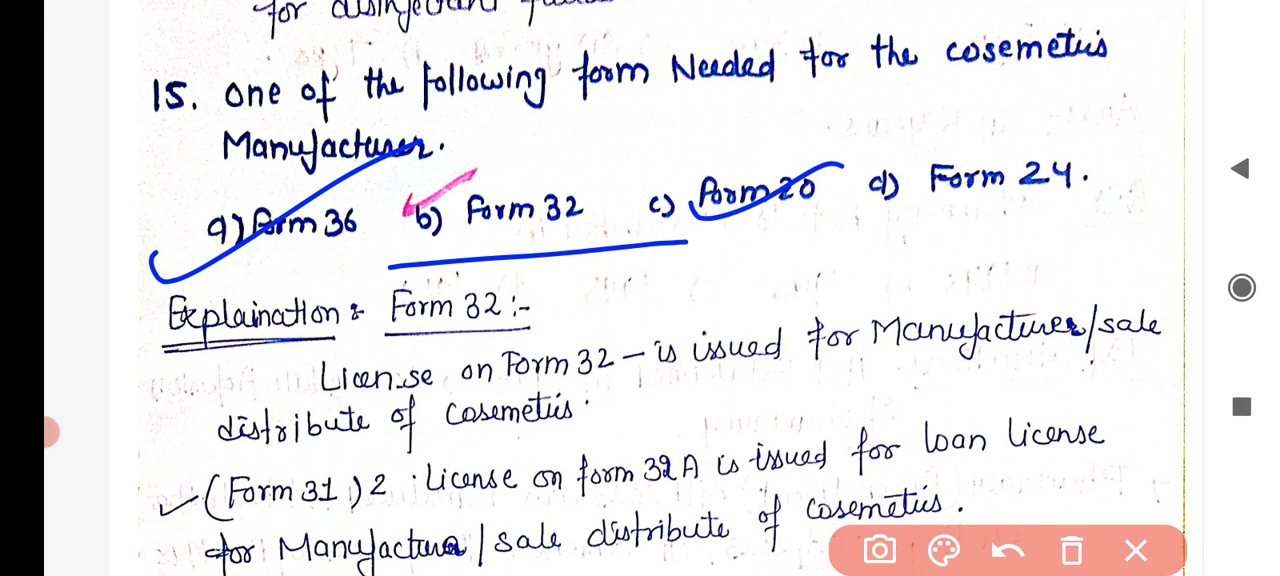 for disinfectant
15. one of the following form Needed for the cosemetics
Manufacturer.
a) form 36 b) form 32 c) form 20 d) Form 24.
Explaination :- Form 32 :-
License on Form 32 – is issued for Manufacturer/sale
distribute of cosemetics.
(Form 31) 2. License on form 32 A is issued for loan license
for Manufacture / sale distribute of cosemetics.